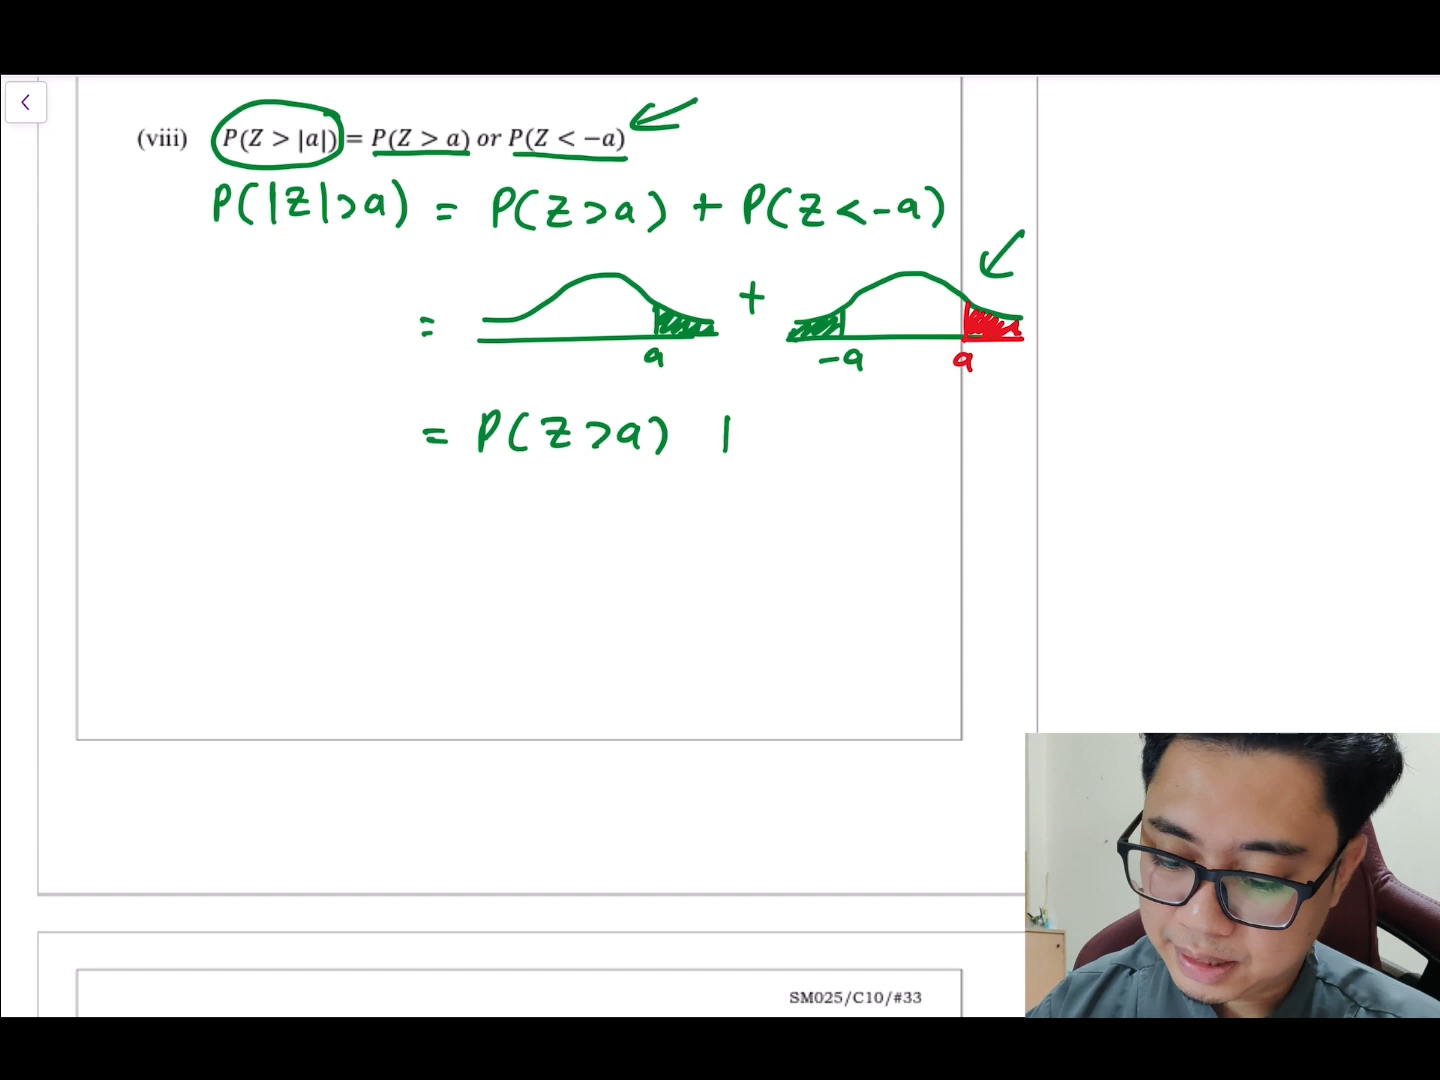 (viii) P(Z > |a|) = P(Z > a) or P(Z < −a)
P(|Z|>a) = P(Z>a) + P(Z<-a)
= +
a -a a
= P(Z>a) |
SM025/C10/#33